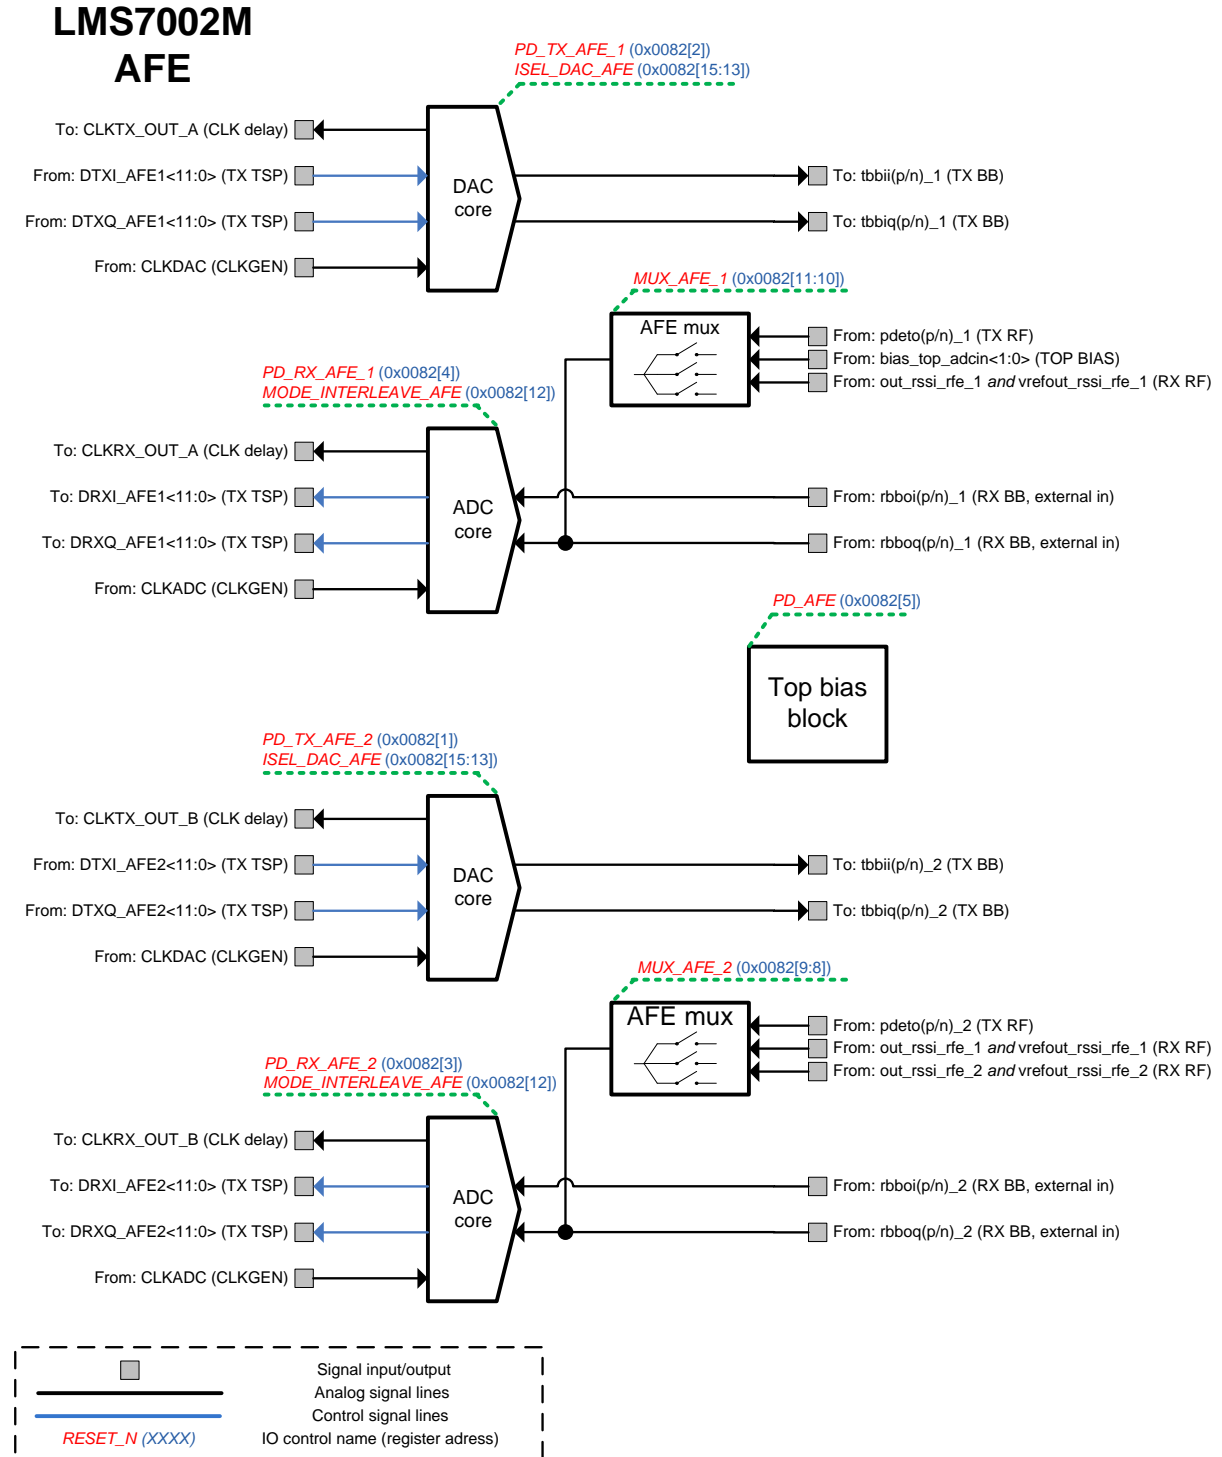 LMS7002M
AFE
PD_TX_AFE_1 (0x0082[2])
ISEL_DAC_AFE (0x0082[15:13])
To: CLKTX_OUT_A (CLK delay)
From: DTXI_AFE1<11:0> (TX TSP)
From: DTXQ_AFE1<11:0> (TX TSP)
From: CLKDAC (CLKGEN)
DAC
core
To: tbbii(p/n)_1 (TX BB)
To: tbbiq(p/n)_1 (TX BB)
MUX_AFE_1 (0x0082[11:10])
AFE mux
From: pdeto(p/n)_1 (TX RF)
From: bias_top_adcin<1:0> (TOP BIAS)
From: out_rssi_rfe_1 and vrefout_rssi_rfe_1 (RX RF)
PD_RX_AFE_1 (0x0082[4])
MODE_INTERLEAVE_AFE (0x0082[12])
To: CLKRX_OUT_A (CLK delay)
To: DRXI_AFE1<11:0> (TX TSP)
To: DRXQ_AFE1<11:0> (TX TSP)
From: CLKADC (CLKGEN)
ADC
core
From: rbboi(p/n)_1 (RX BB, external in)
From: rbboq(p/n)_1 (RX BB, external in)
PD_AFE (0x0082[5])
Top bias
block
PD_TX_AFE_2 (0x0082[1])
ISEL_DAC_AFE (0x0082[15:13])
To: CLKTX_OUT_B (CLK delay)
From: DTXI_AFE2<11:0> (TX TSP)
From: DTXQ_AFE2<11:0> (TX TSP)
From: CLKDAC (CLKGEN)
DAC
core
To: tbbii(p/n)_2 (TX BB)
To: tbbiq(p/n)_2 (TX BB)
MUX_AFE_2 (0x0082[9:8])
AFE mux
From: pdeto(p/n)_2 (TX RF)
From: out_rssi_rfe_1 and vrefout_rssi_rfe_1 (RX RF)
From: out_rssi_rfe_2 and vrefout_rssi_rfe_2 (RX RF)
PD_RX_AFE_2 (0x0082[3])
MODE_INTERLEAVE_AFE (0x0082[12])
To: CLKRX_OUT_B (CLK delay)
To: DRXI_AFE2<11:0> (TX TSP)
To: DRXQ_AFE2<11:0> (TX TSP)
From: CLKADC (CLKGEN)
ADC
core
From: rbboi(p/n)_2 (RX BB, external in)
From: rbboq(p/n)_2 (RX BB, external in)
Signal input/output
Analog signal lines
Control signal lines
RESET_N (XXXX) IO control name (register adress)